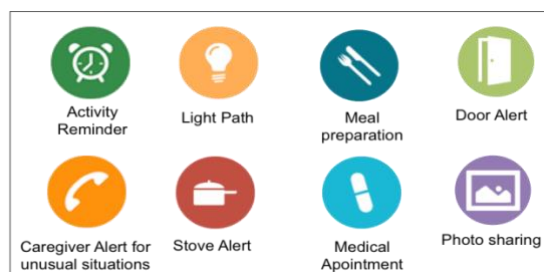 Activity
Reminder
Light Path
Meal
preparation
Door Alert
Caregiver Alert for
unusual situations
Stove Alert
Medical
Apointment
Photo sharing